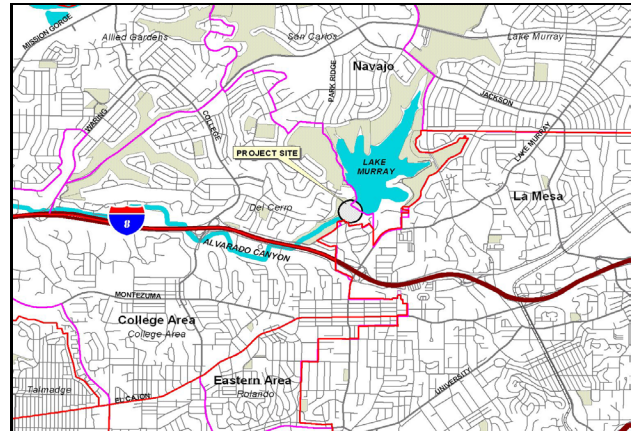 MISSION GORGE
Allied Gardens
San Carlos
Lake Murray
Navajo
PARK RIDGE
JACKSON
WARING
COLLEGE
LAKE MURRAY
PROJECT SITE
LAKE
MURRAY
La Mesa
Del Cerro
8
ALVARADO CANYON
MONTEZUMA
College Area
College Area
Eastern Area
Rolando
Talmadge
EL CAJON
UNIVERSITY